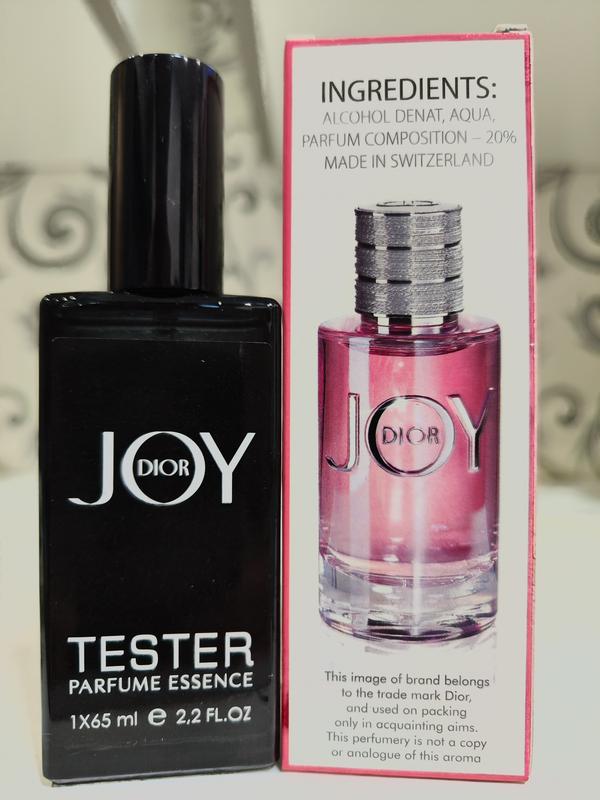 JOY
DIOR
TESTER
PARFUME ESSENCE
1X65 ml e 2,2 FL.OZ
INGREDIENTS:
ALCOHOL DENAT, AQUA,
PARFUM COMPOSITION – 20%
MADE IN SWITZERLAND
JOY
DIOR
This image of brand belongs
to the trade mark Dior,
and used on packing
only in acquainting aims.
This perfumery is not a copy
or analogue of this aroma